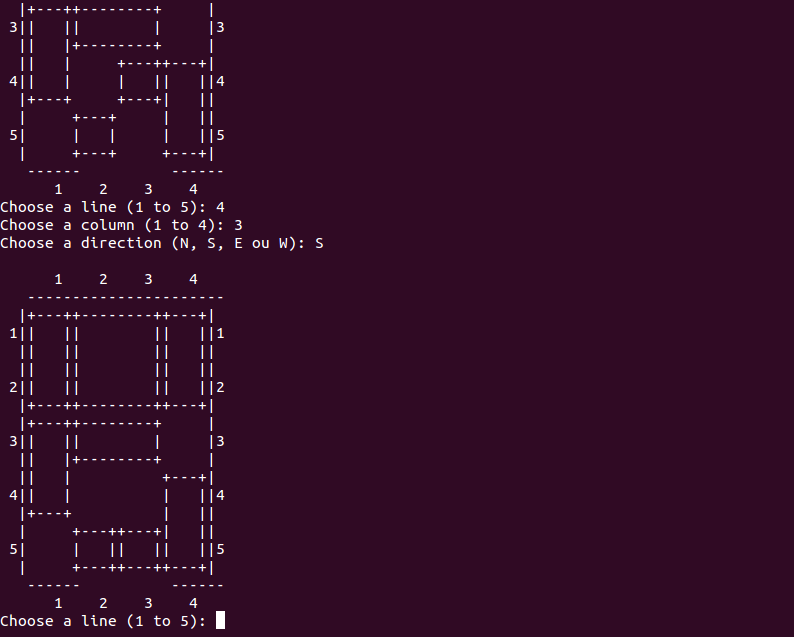 |+---++--------+     |
 3||   ||        |     |3
  ||   |+--------+     |
  ||   |     +---++---+|
 4||   |     |   ||   ||4
  |+---+     +---+|   ||
  |     +---+     |   ||
 5|     |   |     |   ||5
  |     +---+     +---+|
   ------          ------
      1    2    3    4
Choose a line (1 to 5): 4
Choose a column (1 to 4): 3
Choose a direction (N, S, E ou W): S

      1    2    3    4
   ----------------------
  |+---++--------++---+|
 1||   ||        ||   ||1
  ||   ||        ||   ||
  ||   ||        ||   ||
 2||   ||        ||   ||2
  |+---++--------++---+|
  |+---++--------+     |
 3||   ||        |     |3
  ||   |+--------+     |
  ||   |          +---+|
 4||   |          |   ||4
  |+---+          |   ||
  |     +---++---+|   ||
 5|     |   ||   ||   ||5
  |     +---++---++---+|
   ------          ------
      1    2    3    4
Choose a line (1 to 5):